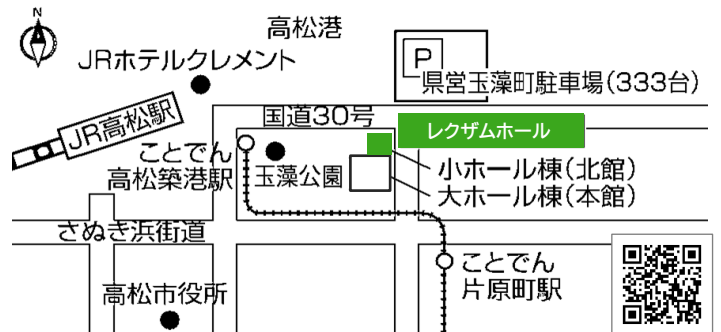 N
高松港
JRホテルクレメント
P
県営玉藻町駐車場(333台)
JR高松駅
国道30号
レクザムホール
ことでん
高松築港駅
玉藻公園
小ホール棟(北館)
大ホール棟(本館)
さぬき浜街道
ことでん
片原町駅
高松市役所